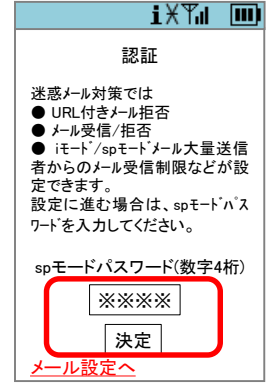 i
認証
迷惑ﾒｰﾙ対策では
● URL付きﾒｰﾙ拒否
● ﾒｰﾙ受信/拒否
● iﾓｰﾄﾞ/spﾓｰﾄﾞﾒｰﾙ大量送信
者からのﾒｰﾙ受信制限などが設
定できます。
設定に進む場合は、spﾓｰﾄﾞﾊﾟｽ
ﾜｰﾄﾞを入力してください。
spモードパスワード(数字4桁)
※※※※
決定
メール設定へ